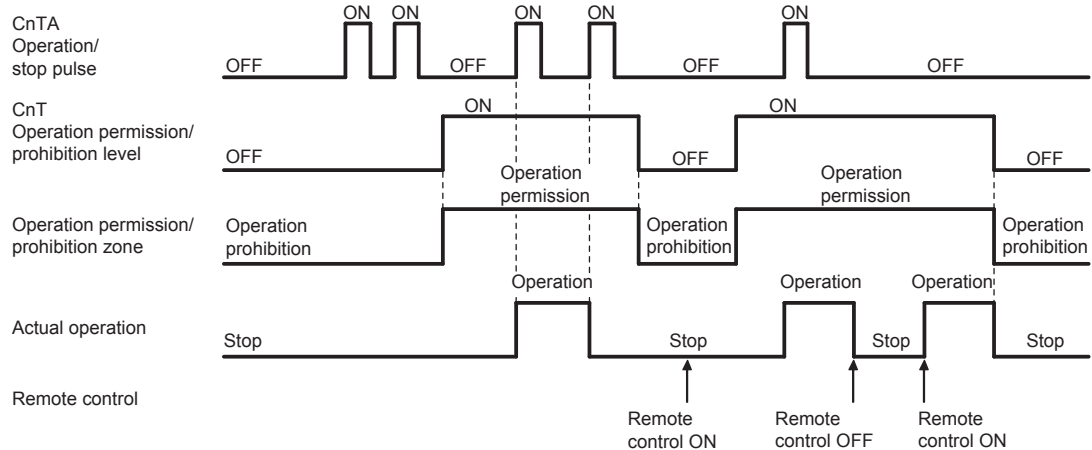 CnTA
Operation/
stop pulse
ON ON ON ON ON
OFF OFF OFF OFF
CnT
Operation permission/
prohibition level
ON ON
OFF OFF OFF
Operation
permission
Operation
permission
Operation permission/
prohibition zone
Operation
prohibition
Operation
prohibition
Operation
prohibition
Actual operation
Operation Operation Operation
Stop Stop Stop Stop
Remote control
Remote
control ON
Remote
control OFF
Remote
control ON